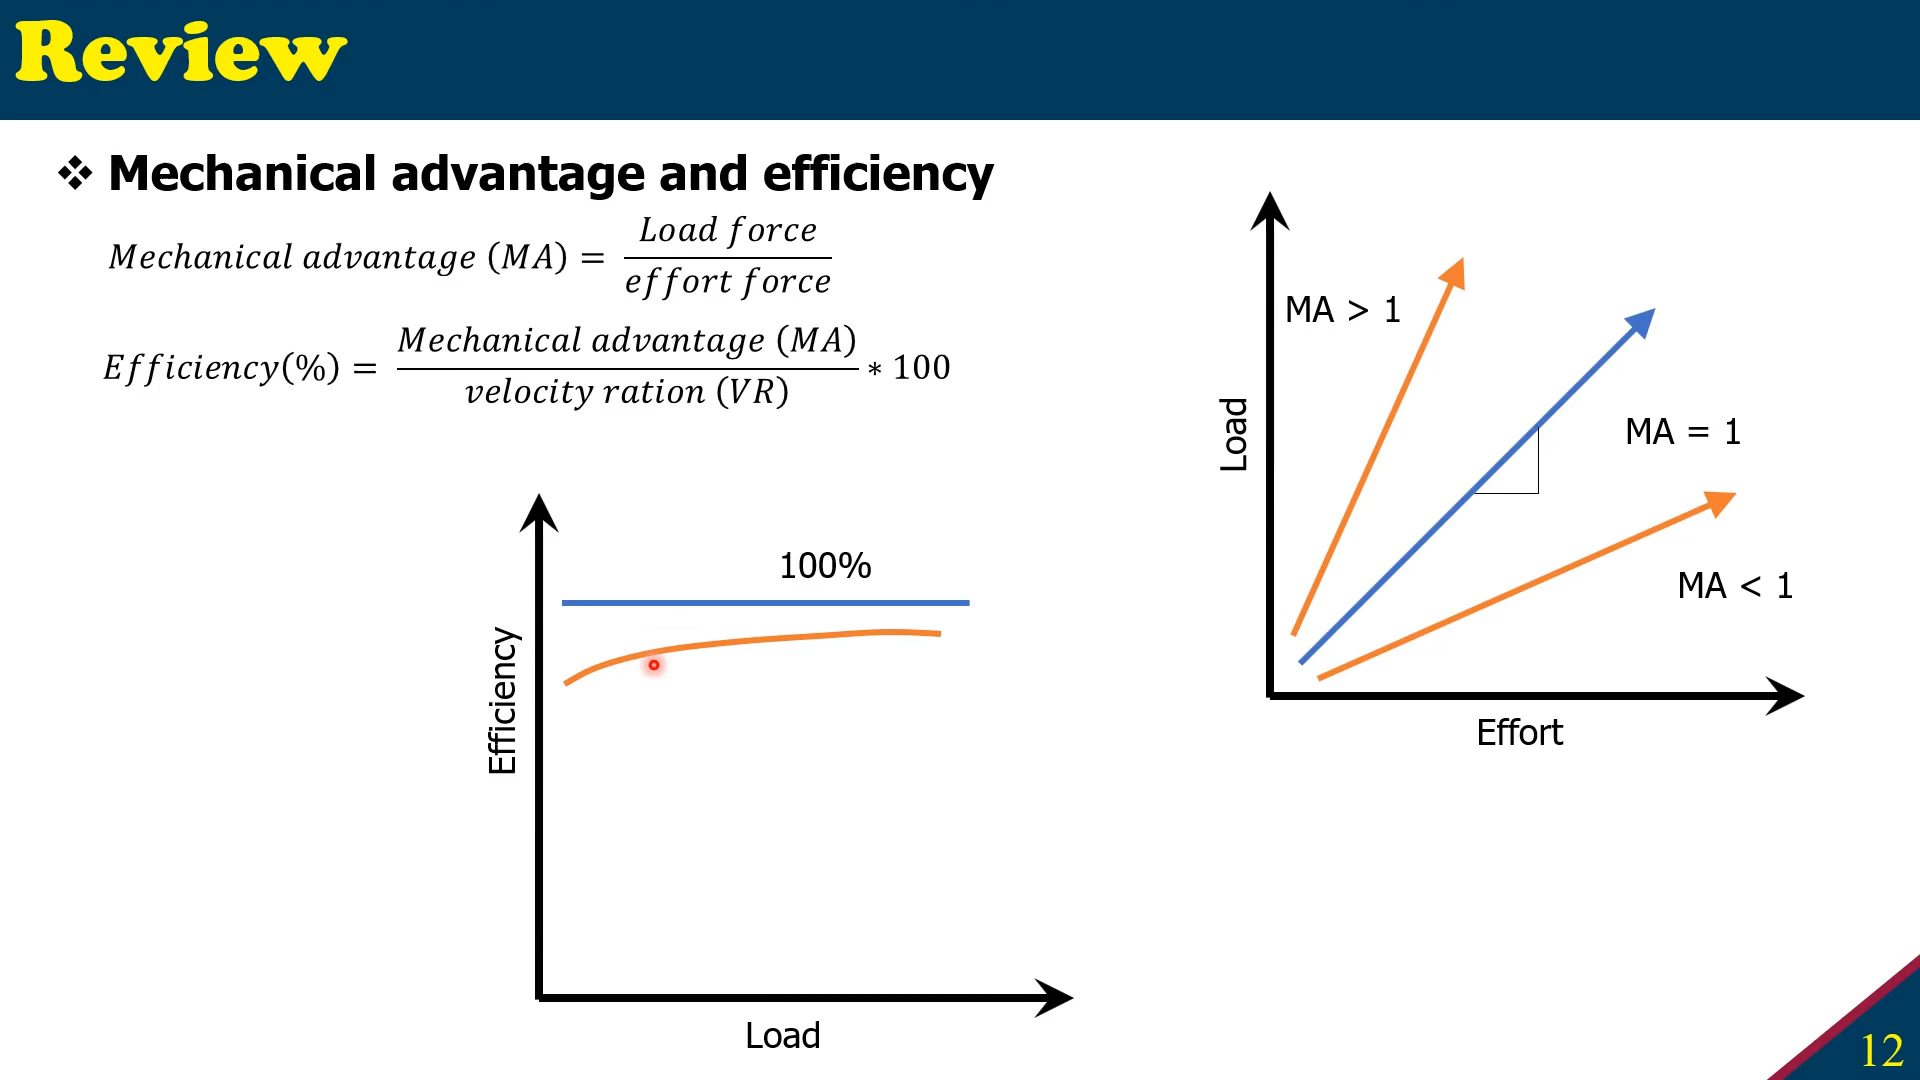 Review
❖ Mechanical advantage and efficiency
Mechanical advantage (MA) = Load force / effort force
Efficiency(%) = Mechanical advantage (MA) / velocity ration (VR) * 100
MA > 1
MA = 1
MA < 1
Load
Effort
100%
Efficiency
Load
12